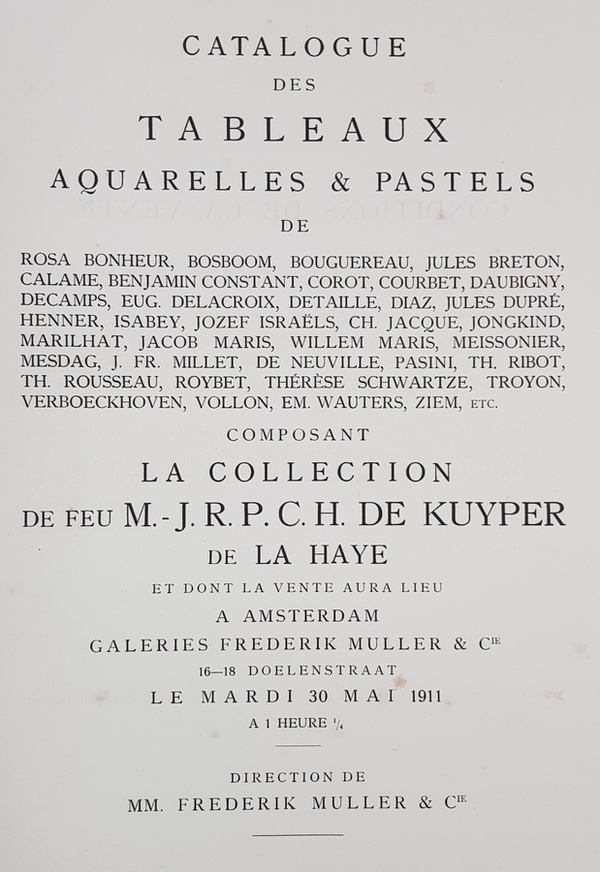 CATALOGUE
DES
TABLEAUX
AQUARELLES & PASTELS
DE
ROSA BONHEUR, BOSBOOM, BOUGUEREAU, JULES BRETON,
CALAME, BENJAMIN CONSTANT, COROT, COURBET, DAUBIGNY,
DECAMPS, EUG. DELACROIX, DETAILLE, DIAZ, JULES DUPRÉ,
HENNER, ISABEY, JOZEF ISRAËLS, CH. JACQUE, JONGKIND,
MARILHAT, JACOB MARIS, WILLEM MARIS, MEISSONIER,
MESDAG, J. FR. MILLET, DE NEUVILLE, PASINI, TH. RIBOT,
TH. ROUSSEAU, ROYBET, THÉRÈSE SCHWARTZE, TROYON,
VERBOECKHOVEN, VOLLON, EM. WAUTERS, ZIEM, ETC.
COMPOSANT
LA COLLECTION
DE FEU M.-J. R. P. C. H. DE KUYPER
DE LA HAYE
ET DONT LA VENTE AURA LIEU
A AMSTERDAM
GALERIES FREDERIK MULLER & CIE
16—18 DOELENSTRAAT
LE MARDI 30 MAI 1911
A 1 HEURE 1/4
DIRECTION DE
MM. FREDERIK MULLER & CIE